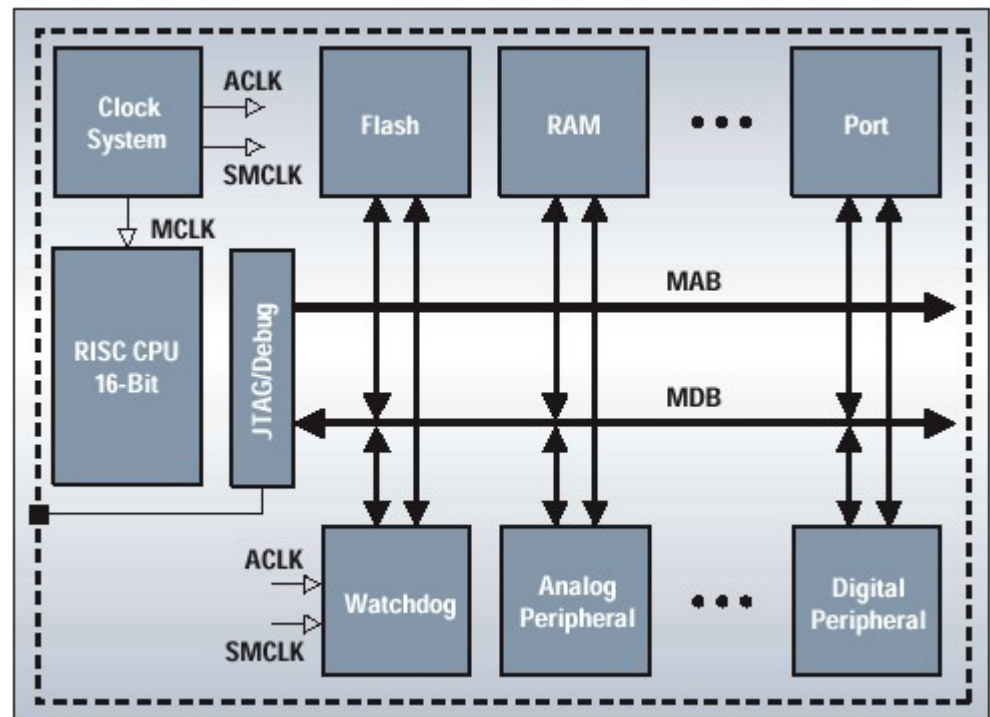 Clock
System
ACLK
SMCLK
Flash
RAM
Port
MCLK
RISC CPU
16-Bit
JTAG/Debug
MAB
MDB
ACLK
SMCLK
Watchdog
Analog
Peripheral
Digital
Peripheral